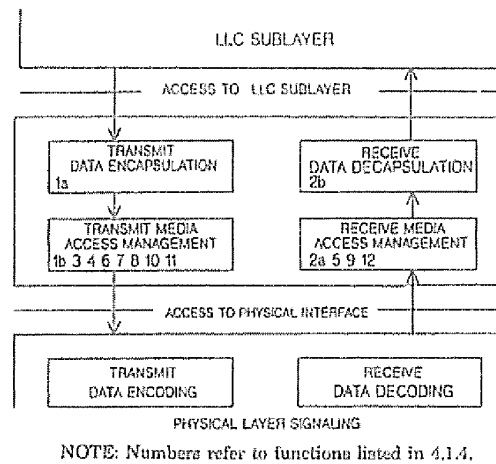 LLC SUBLAYER
ACCESS TO LLC SUBLAYER
TRANSMIT
DATA ENCAPSULATION
1a
RECEIVE
DATA DECAPSULATION
2b
TRANSMIT MEDIA
ACCESS MANAGEMENT
1b 3 4 6 7 8 10 11
RECEIVE MEDIA
ACCESS MANAGEMENT
2a 5 9 12
ACCESS TO PHYSICAL INTERFACE
TRANSMIT
DATA ENCODING
RECEIVE
DATA DECODING
PHYSICAL LAYER SIGNALING
NOTE: Numbers refer to functions listed in 4.1.4.